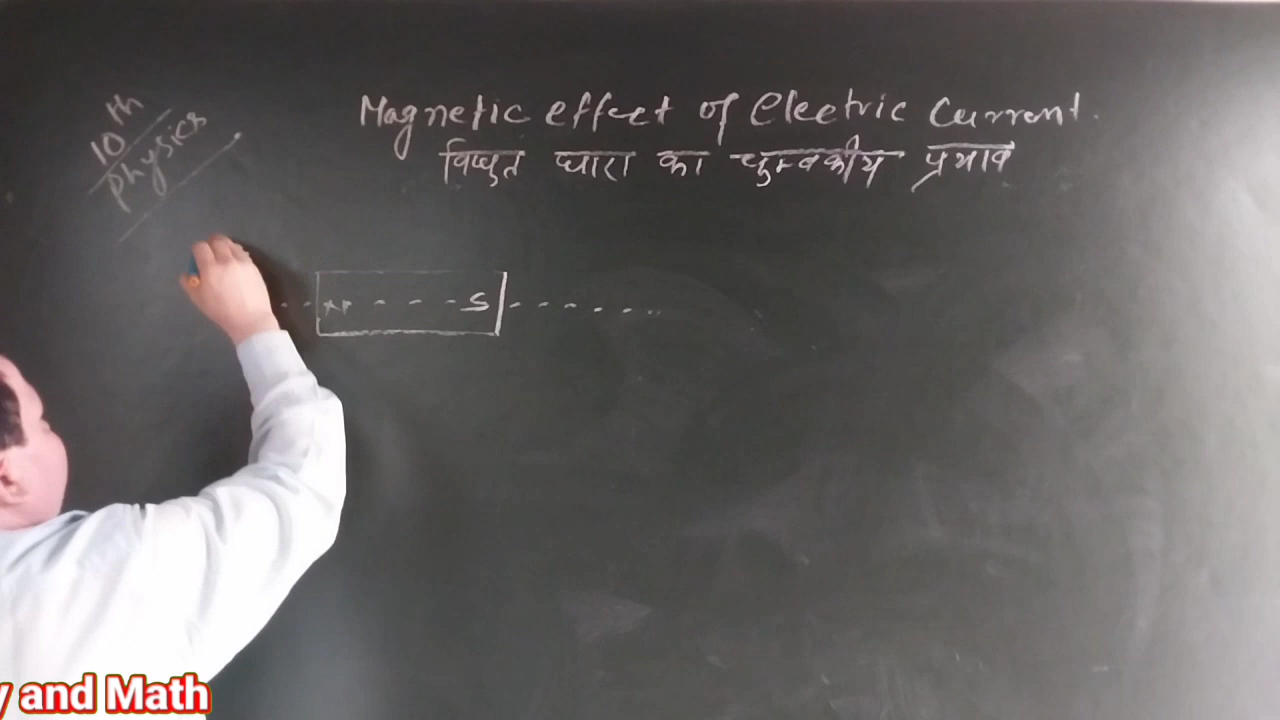 10th
physics
Magnetic effect of electric current.
विद्युत धारा का चुम्बकीय प्रभाव
S
y and Math